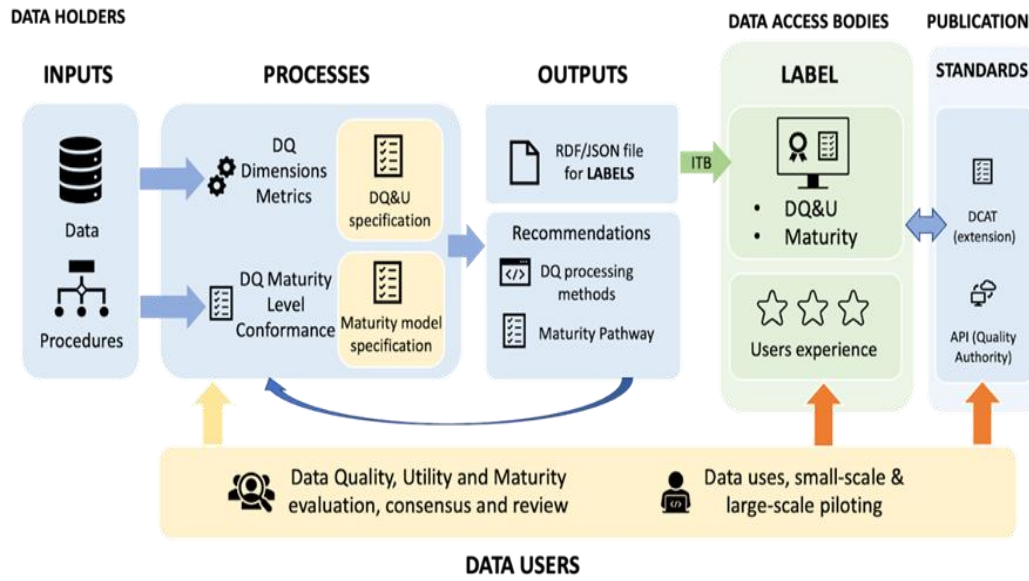 DATA HOLDERS
DATA ACCESS BODIES
PUBLICATION
INPUTS
PROCESSES
OUTPUTS
LABEL
STANDARDS
Data
Procedures
DQ
Dimensions
Metrics
DQ&U
specification
DQ Maturity
Level
Conformance
Maturity model
specification
RDF/JSON file
for LABELS
Recommendations
DQ processing
methods
Maturity Pathway
ITB
• DQ&U
• Maturity
Users experience
DCAT
(extension)
API (Quality
Authority)
Data Quality, Utility and Maturity
evaluation, consensus and review
Data uses, small-scale &
large-scale piloting
DATA USERS